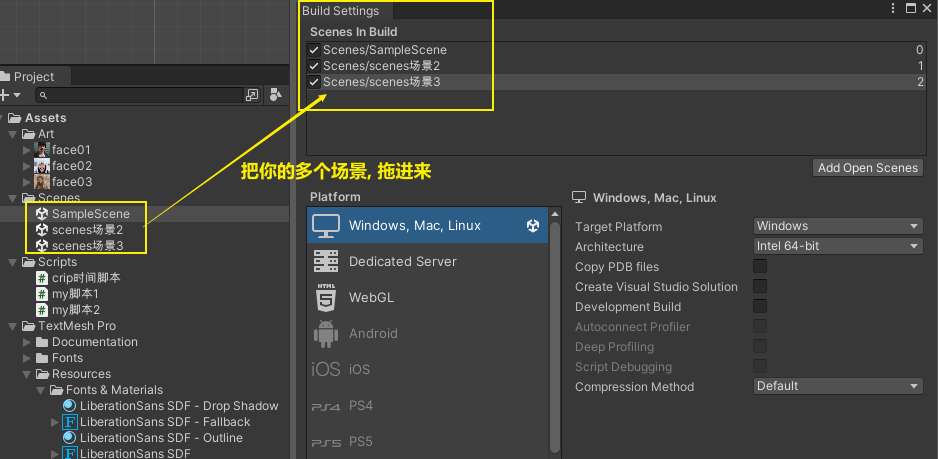 Build Settings
Scenes In Build
Scenes/SampleScene 0
Scenes/scenes场景2 1
Scenes/scenes场景3 2
Project
Assets
Art
face01
face02
face03
Scenes
SampleScene
scenes场景2
scenes场景3
Scripts
crip时间脚本
my脚本1
my脚本2
TextMesh Pro
Documentation
Fonts
Resources
Fonts & Materials
LiberationSans SDF - Drop Shadow
LiberationSans SDF - Fallback
LiberationSans SDF - Outline
LiberationSans SDF
把你的多个场景, 拖进来
Add Open Scenes
Platform
Windows, Mac, Linux
Dedicated Server
HTML
WebGL
Android
iOS iOS
PS4 PS4
PS5 PS5
Windows, Mac, Linux
Target Platform Windows
Architecture Intel 64-bit
Copy PDB files
Create Visual Studio Solution
Development Build
Autoconnect Profiler
Deep Profiling
Script Debugging
Compression Method Default